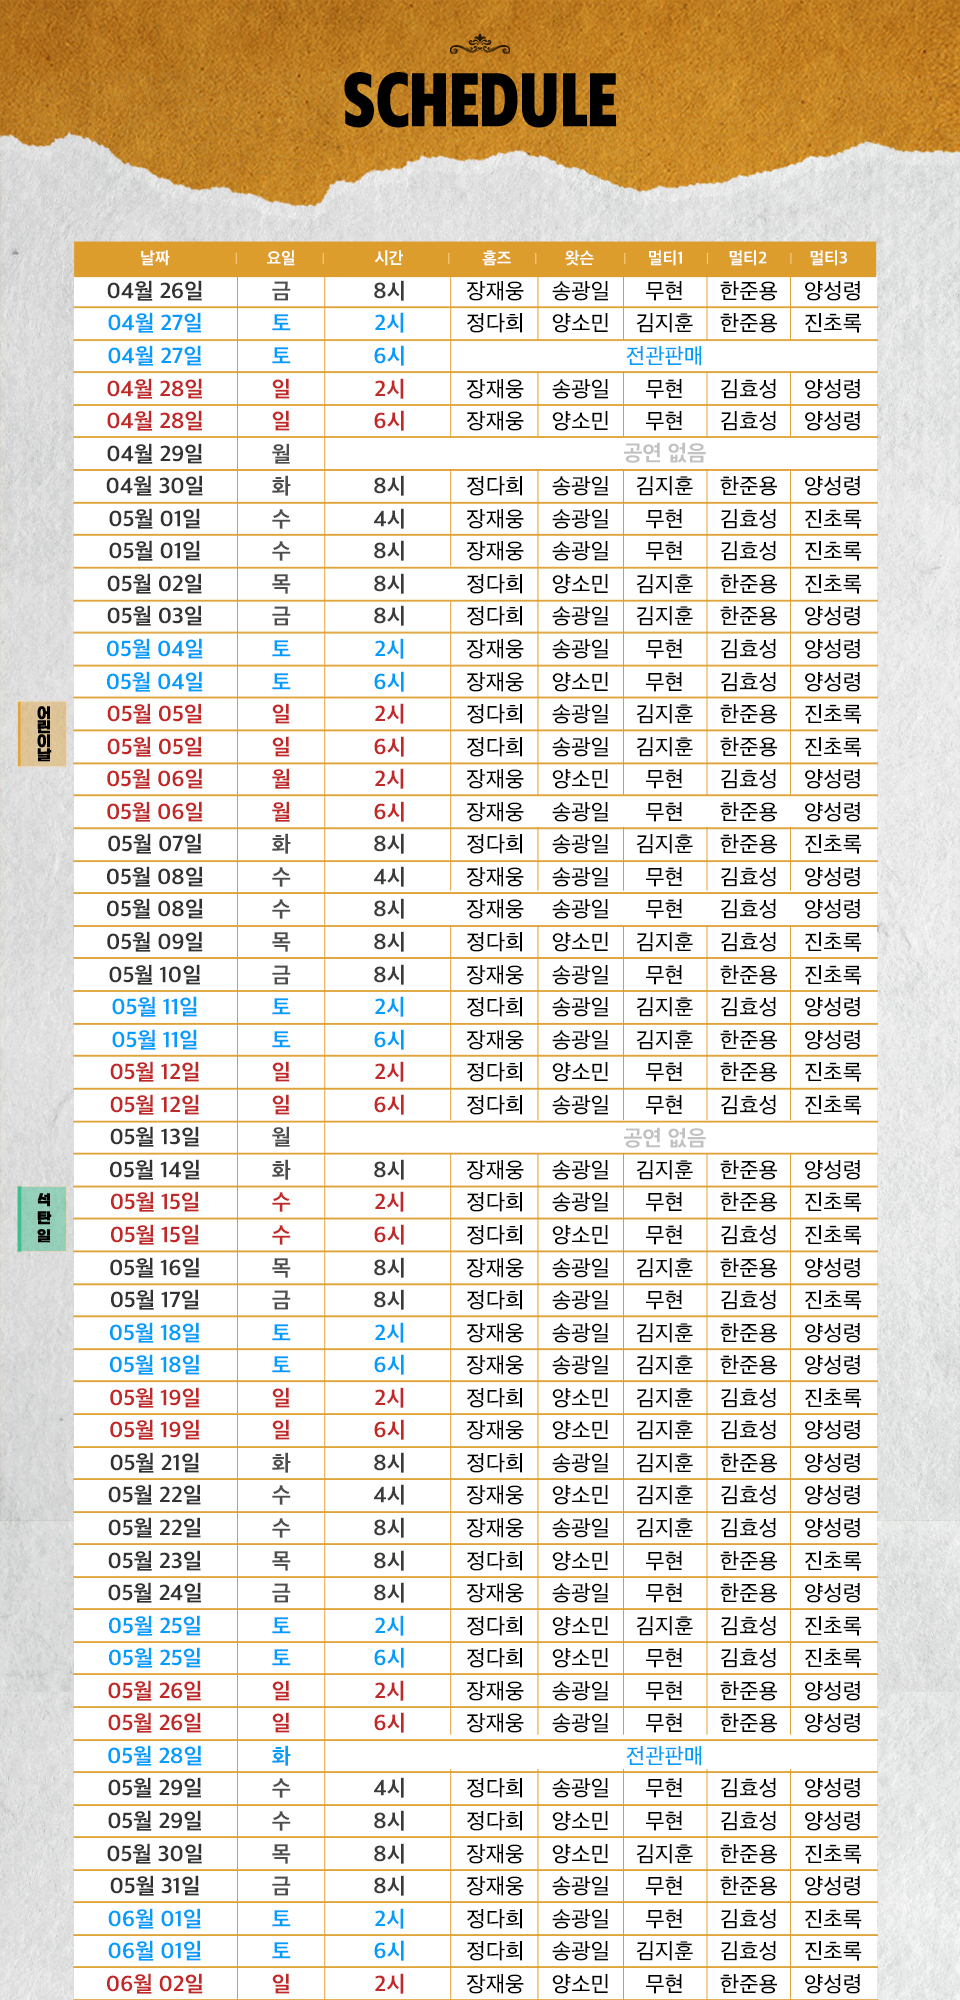 SCHEDULE
날짜 요일 시간 홈즈 왓슨 멀티1 멀티2 멀티3
04월 26일 금 8시 장재웅 송광일 무현 한준용 양성령
04월 27일 토 2시 정다희 양소민 김지훈 한준용 진초록
04월 27일 토 6시 전관판매
04월 28일 일 2시 장재웅 송광일 무현 김효성 양성령
04월 28일 일 6시 장재웅 양소민 무현 김효성 양성령
04월 29일 월 공연 없음
04월 30일 화 8시 정다희 송광일 김지훈 한준용 양성령
05월 01일 수 4시 장재웅 송광일 무현 김효성 진초록
05월 01일 수 8시 장재웅 송광일 무현 김효성 진초록
05월 02일 목 8시 정다희 양소민 김지훈 한준용 진초록
05월 03일 금 8시 정다희 송광일 김지훈 한준용 양성령
05월 04일 토 2시 장재웅 송광일 무현 김효성 양성령
05월 04일 토 6시 장재웅 양소민 무현 김효성 양성령
어린이날
05월 05일 일 2시 정다희 송광일 김지훈 한준용 진초록
05월 05일 일 6시 정다희 송광일 김지훈 한준용 진초록
05월 06일 월 2시 장재웅 양소민 무현 김효성 양성령
05월 06일 월 6시 장재웅 송광일 무현 한준용 양성령
05월 07일 화 8시 정다희 송광일 김지훈 한준용 진초록
05월 08일 수 4시 장재웅 송광일 무현 김효성 양성령
05월 08일 수 8시 장재웅 송광일 무현 김효성 양성령
05월 09일 목 8시 정다희 양소민 김지훈 김효성 진초록
05월 10일 금 8시 장재웅 송광일 무현 한준용 진초록
05월 11일 토 2시 정다희 송광일 김지훈 김효성 진초록
05월 11일 토 6시 장재웅 송광일 김지훈 한준용 진초록
05월 12일 일 2시 정다희 양소민 무현 한준용 진초록
05월 12일 일 6시 정다희 송광일 무현 김효성 진초록
05월 13일 월 공연 없음
05월 14일 화 8시 장재웅 송광일 김지훈 한준용 양성령
석탄일
05월 15일 수 2시 정다희 송광일 무현 한준용 진초록
05월 15일 수 6시 정다희 양소민 무현 김효성 진초록
05월 16일 목 8시 장재웅 송광일 김지훈 한준용 양성령
05월 17일 금 8시 정다희 송광일 무현 김효성 진초록
05월 18일 토 2시 장재웅 송광일 김지훈 한준용 양성령
05월 18일 토 6시 장재웅 송광일 김지훈 한준용 양성령
05월 19일 일 2시 정다희 양소민 김지훈 김효성 진초록
05월 19일 일 6시 장재웅 양소민 김지훈 김효성 양성령
05월 21일 화 8시 정다희 송광일 김지훈 한준용 양성령
05월 22일 수 4시 장재웅 양소민 김지훈 김효성 양성령
05월 22일 수 8시 장재웅 송광일 김지훈 한준용 양성령
05월 23일 목 8시 정다희 양소민 무현 한준용 진초록
05월 24일 금 8시 장재웅 송광일 무현 한준용 양성령
05월 25일 토 2시 정다희 양소민 김지훈 김효성 진초록
05월 25일 토 6시 정다희 양소민 무현 김효성 진초록
05월 26일 일 2시 장재웅 송광일 무현 한준용 양성령
05월 26일 일 6시 장재웅 송광일 무현 한준용 양성령
05월 28일 화 전관판매
05월 29일 수 4시 정다희 송광일 무현 김효성 양성령
05월 29일 수 8시 정다희 양소민 무현 김효성 양성령
05월 30일 목 8시 장재웅 양소민 김지훈 한준용 진초록
05월 31일 금 8시 장재웅 송광일 무현 한준용 양성령
06월 01일 토 2시 정다희 송광일 무현 김효성 진초록
06월 01일 토 6시 정다희 송광일 김지훈 김효성 진초록
06월 02일 일 2시 장재웅 양소민 무현 한준용 양성령